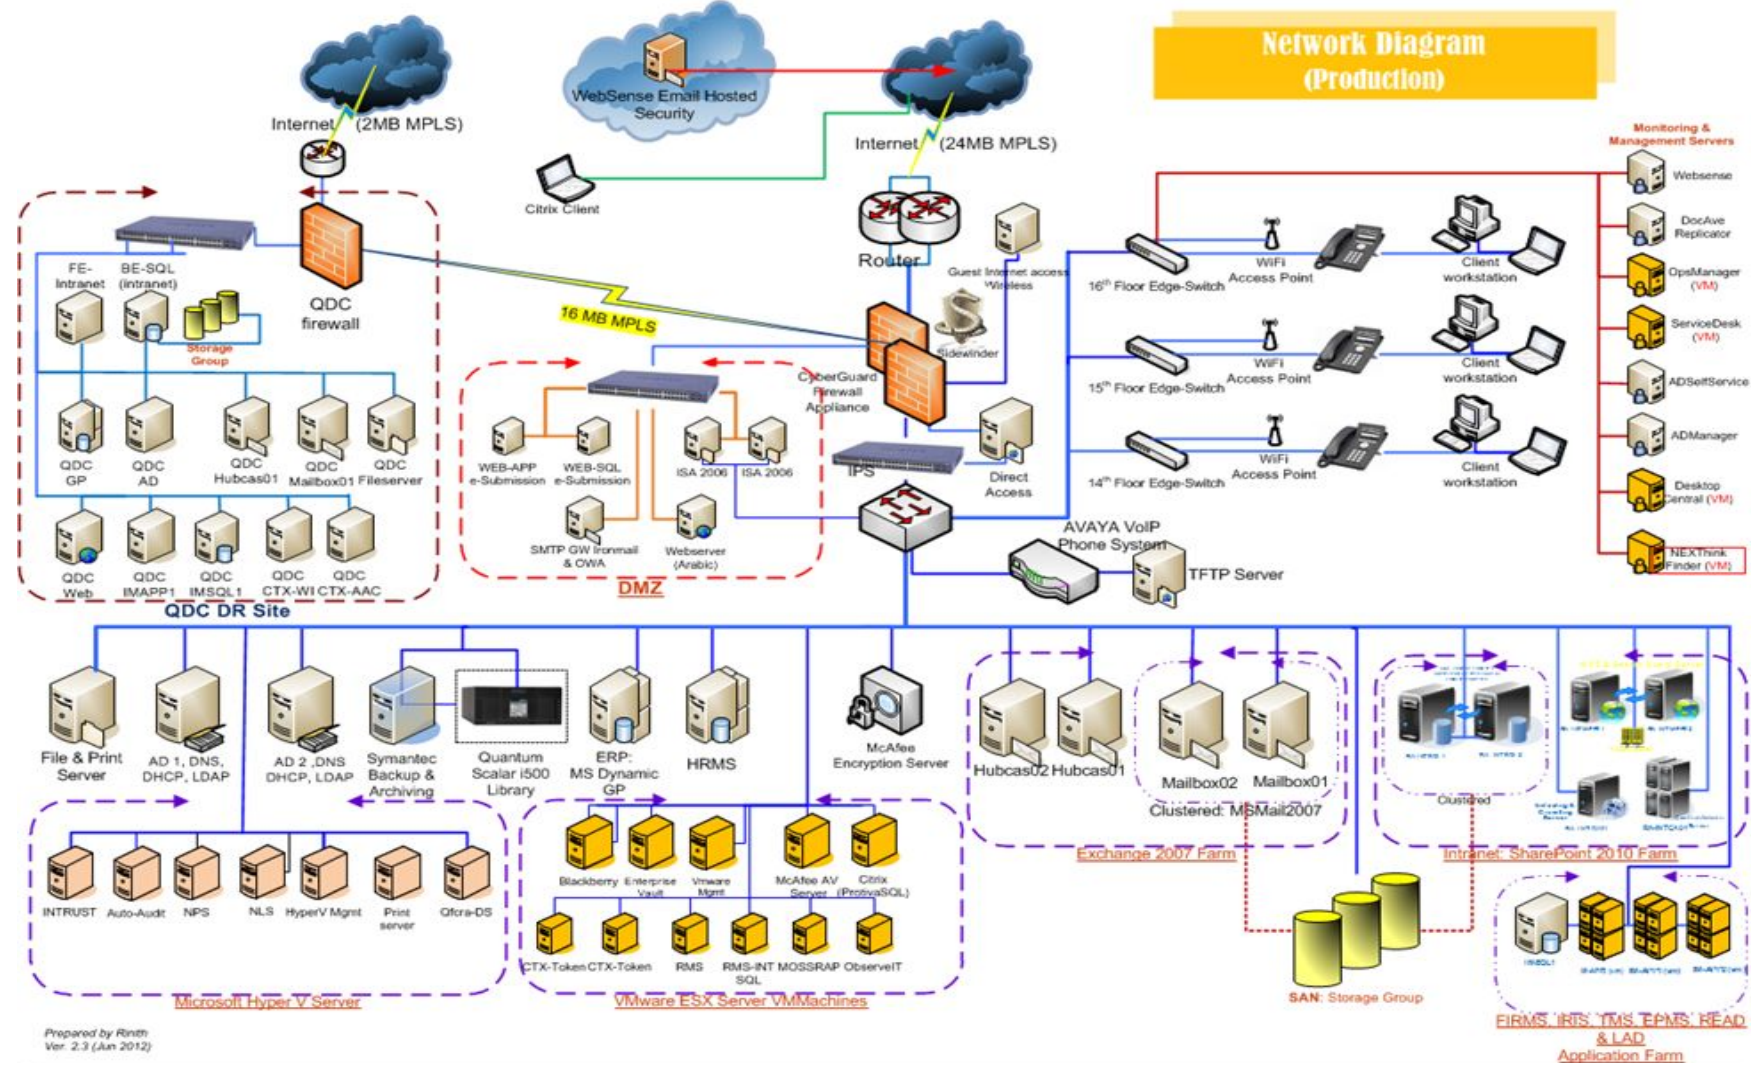 Network Diagram
(Production)
WebSense Email Hosted
Security
Internet (2MB MPLS)
Internet (24MB MPLS)
Citrix Client
Router
Guest Internet access
Wireless
Sidewinder
QDC
firewall
16 MB MPLS
FE-
Intranet
BE-SQL
(intranet)
Storage
Group
QDC
GP
QDC
AD
QDC
Hubcas01
QDC
Mailbox01
QDC
Fileserver
QDC
Web
QDC
IMAPP1
QDC
IMSQL1
QDC
CTX-WI
QDC
CTX-AAC
QDC DR Site
CyberGuard
Firewall
Appliance
WEB-APP
e-Submission
WEB-SQL
e-Submission
ISA 2006
ISA 2006
SMTP GW Ironmail
& OWA
Webserver
(Arabic)
DMZ
IPS
Direct
Access
AVAYA VoIP
Phone System
TFTP Server
16th Floor Edge-Switch
WiFi
Access Point
Client
workstation
15th Floor Edge-Switch
WiFi
Access Point
Client
workstation
14th Floor Edge-Switch
WiFi
Access Point
Client
workstation
Monitoring &
Management Servers
Websense
DocAve
Replicator
OpsManager
(VM)
ServiceDesk
(VM)
ADSelfService
ADManager
Desktop
Central (VM)
NEXThink
Finder (VM)
File & Print
Server
AD 1, DNS,
DHCP, LDAP
AD 2 ,DNS
DHCP, LDAP
Symantec
Backup &
Archiving
Quantum
Scalar i500
Library
ERP:
MS Dynamic
GP
HRMS
McAfee
Encryption Server
Hubcas02
Hubcas01
Mailbox02
Mailbox01
Clustered: MSMail2007
Exchange 2007 Farm
Clustered
Intranet: SharePoint 2010 Farm
INTRUST
Auto-Audit
NPS
NLS
HyperV Mgmt
Print
server
Qfcra-DS
Microsoft Hyper V Server
Blackberry
Enterprise
Vault
Vmware
Mgmt
McAfee AV
Server
Citrix
(ProtivaSQL)
CTX-Token
CTX-Token
RMS
RMS-INT
SQL
MOSSRAP
ObserveIT
VMware ESX Server VMMachines
SAN: Storage Group
FIRMS, IRIS, TMS, EPMS, READ
& LAD
Application Farm
Prepared by Rinith
Ver. 2.3 (Jun 2012)